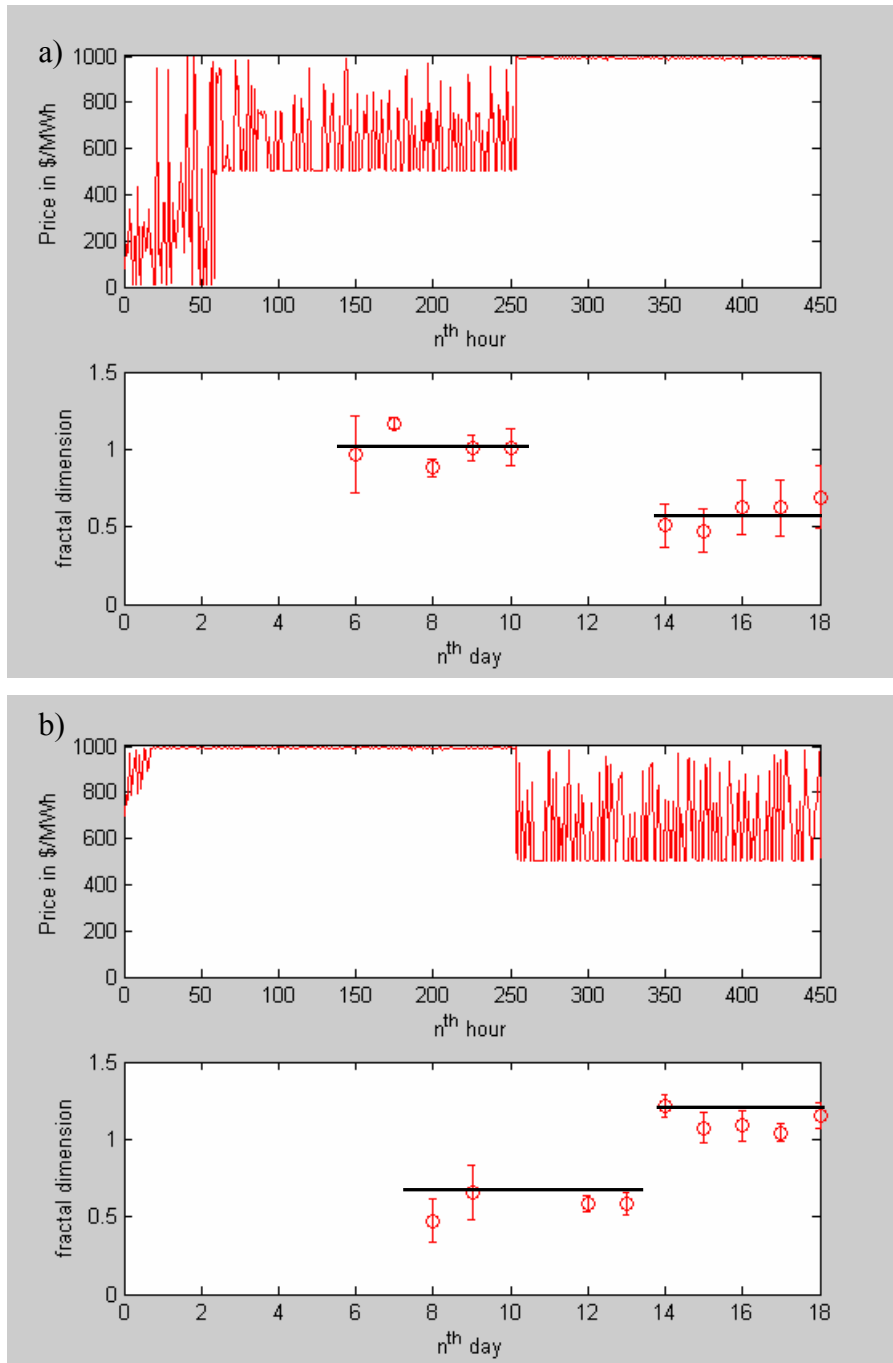 a)
Price in $/MWh
1000
800
600
400
200
0
0 50 100 150 200 250 300 350 400 450
nth hour
fractal dimension
1.5
1
0.5
0
0 2 4 6 8 10 12 14 16 18
nth day
b)
Price in $/MWh
1000
800
600
400
200
0
0 50 100 150 200 250 300 350 400 450
nth hour
fractal dimension
1.5
1
0.5
0
0 2 4 6 8 10 12 14 16 18
nth day